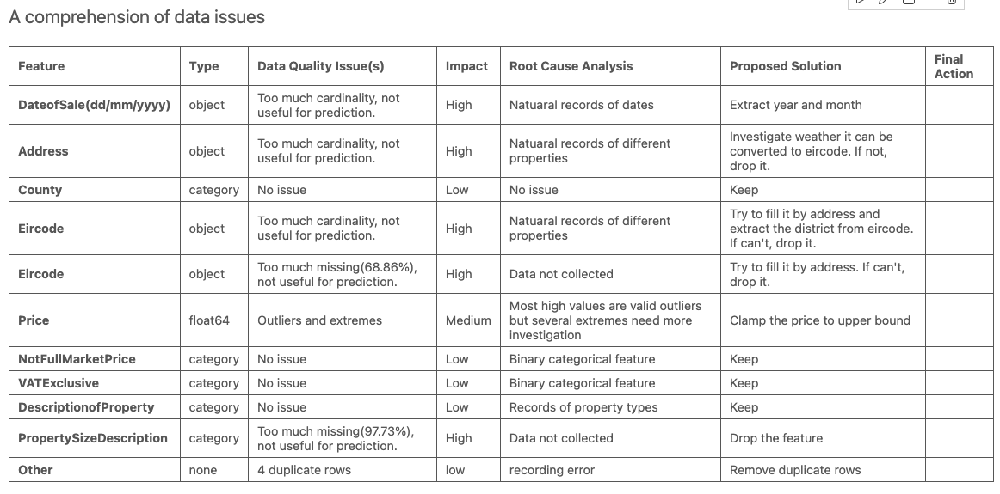 A comprehension of data issues
Feature Type Data Quality Issue(s) Impact Root Cause Analysis Proposed Solution Final Action
DateofSale(dd/mm/yyyy) object Too much cardinality, not useful for prediction. High Natuaral records of dates Extract year and month
Address object Too much cardinality, not useful for prediction. High Natuaral records of different properties Investigate weather it can be converted to eircode. If not, drop it.
County category No issue Low No issue Keep
Eircode object Too much cardinality, not useful for prediction. High Natuaral records of different properties Try to fill it by address and extract the district from eircode. If can't, drop it.
Eircode object Too much missing(68.86%), not useful for prediction. High Data not collected Try to fill it by address. If can't, drop it.
Price float64 Outliers and extremes Medium Most high values are valid outliers but several extremes need more investigation Clamp the price to upper bound
NotFullMarketPrice category No issue Low Binary categorical feature Keep
VATExclusive category No issue Low Binary categorical feature Keep
DescriptionofProperty category No issue Low Records of property types Keep
PropertySizeDescription category Too much missing(97.73%), not useful for prediction. High Data not collected Drop the feature
Other none 4 duplicate rows low recording error Remove duplicate rows